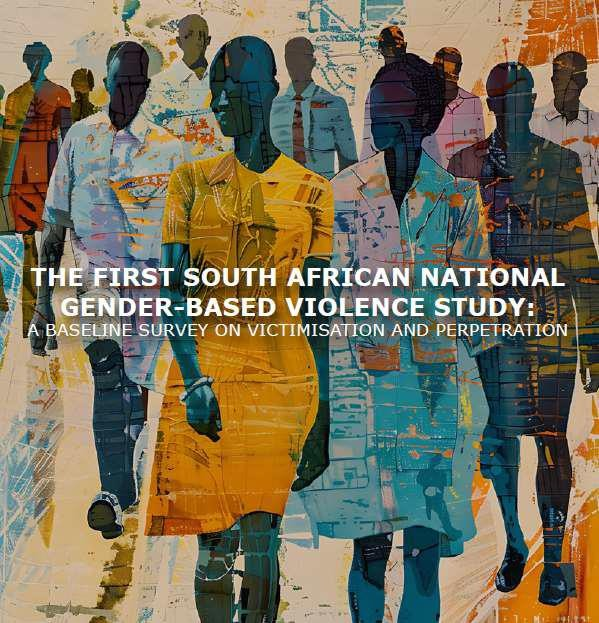 THE FIRST SOUTH AFRICAN NATIONAL
GENDER-BASED VIOLENCE STUDY:
A BASELINE SURVEY ON VICTIMISATION AND PERPETRATION